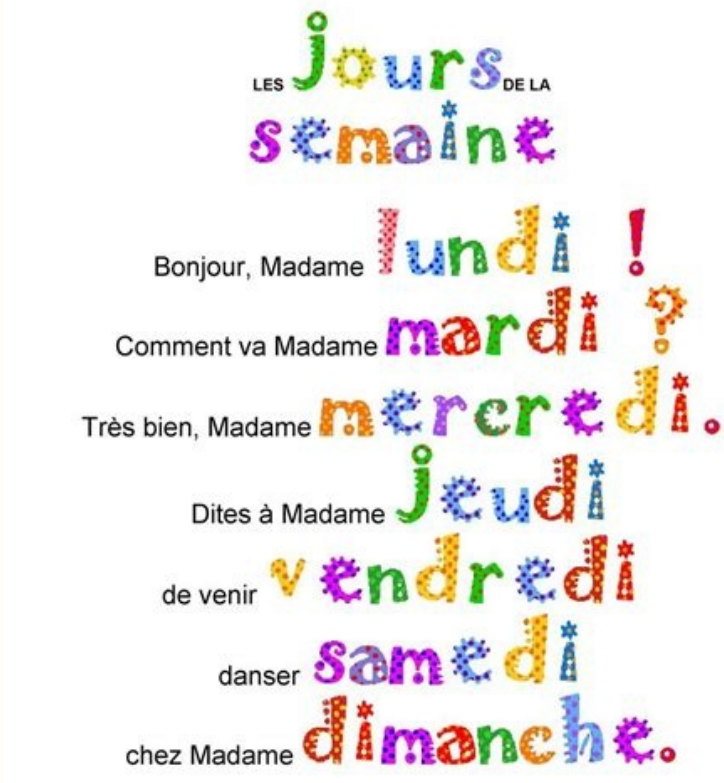 LES jours DE LA
semaine
Bonjour, Madame lundi !
Comment va Madame mardi ?
Très bien, Madame mercredi.
Dites à Madame jeudi
de venir vendredi
danser samedi
chez Madame dimanche.